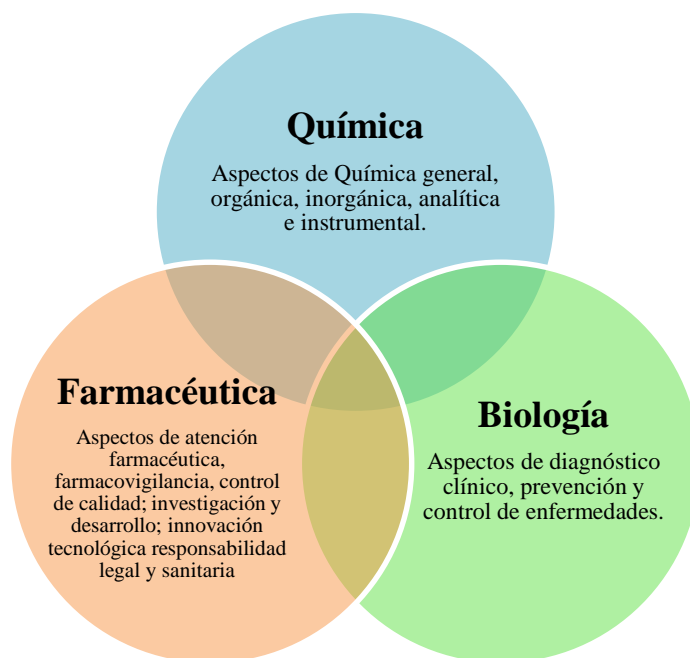 Química
Aspectos de Química general,
orgánica, inorgánica, analítica
e instrumental.
Farmacéutica
Aspectos de atención
farmacéutica,
farmacovigilancia, control
de calidad; investigación y
desarrollo; innovación
tecnológica responsabilidad
legal y sanitaria
Biología
Aspectos de diagnóstico
clínico, prevención y
control de enfermedades.